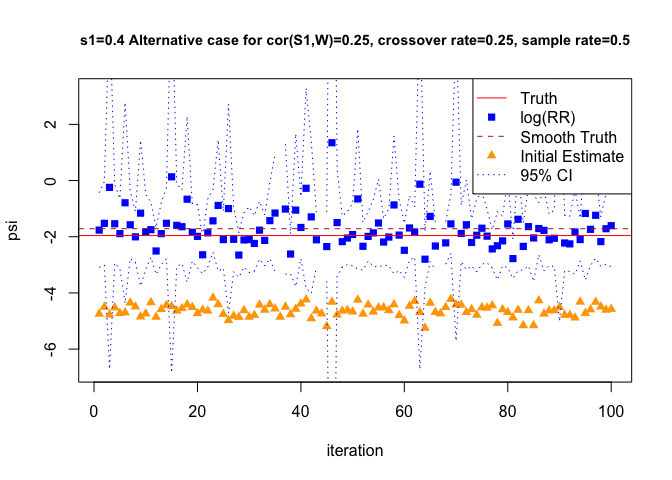 s1=0.4 Alternative case for cor(S1,W)=0.25, crossover rate=0.25, sample rate=0.5
Truth
log(RR)
Smooth Truth
Initial Estimate
95% CI
2
0
-2
-4
-6
psi
0 20 40 60 80 100
iteration